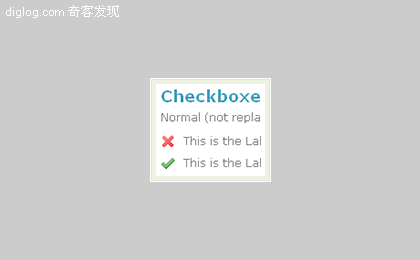 diglog.com 奇客发现
Checkboxe
Normal (not repla
This is the Lal
This is the Lal